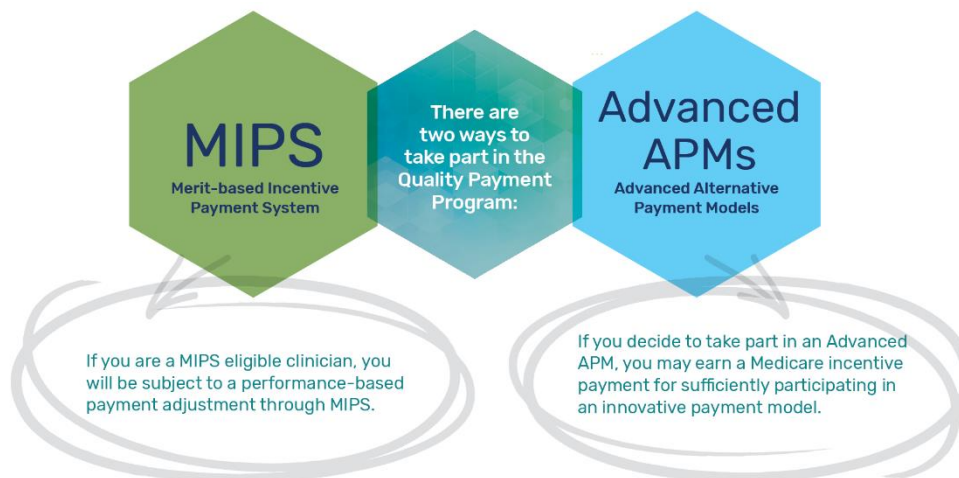 MIPS
Merit-based Incentive
Payment System
There are
two ways to
take part in the
Quality Payment
Program:
Advanced
APMs
Advanced Alternative
Payment Models
If you are a MIPS eligible clinician, you
will be subject to a performance-based
payment adjustment through MIPS.
If you decide to take part in an Advanced
APM, you may earn a Medicare incentive
payment for sufficiently participating in
an innovative payment model.